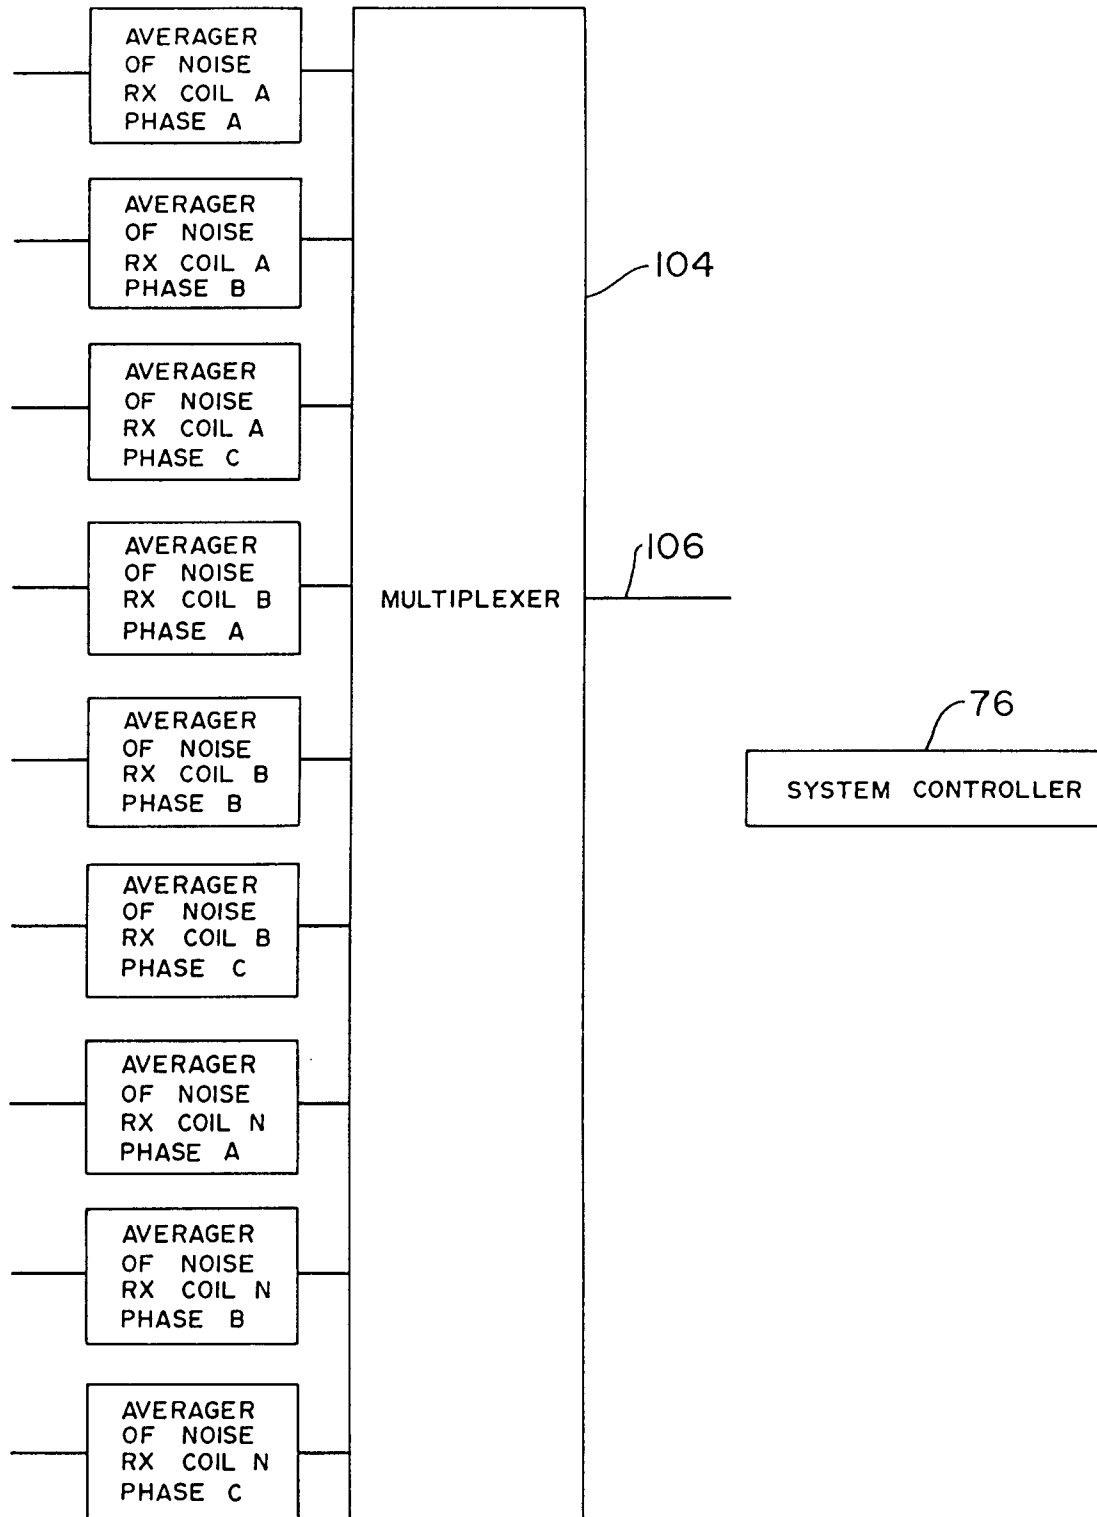 AVERAGER
OF NOISE
RX COIL A
PHASE A
AVERAGER
OF NOISE
RX COIL A
PHASE B
104
AVERAGER
OF NOISE
RX COIL A
PHASE C
AVERAGER
OF NOISE
RX COIL B
PHASE A
MULTIPLEXER
106
AVERAGER
OF NOISE
RX COIL B
PHASE B
76
SYSTEM CONTROLLER
AVERAGER
OF NOISE
RX COIL B
PHASE C
AVERAGER
OF NOISE
RX COIL N
PHASE A
AVERAGER
OF NOISE
RX COIL N
PHASE B
AVERAGER
OF NOISE
RX COIL N
PHASE C